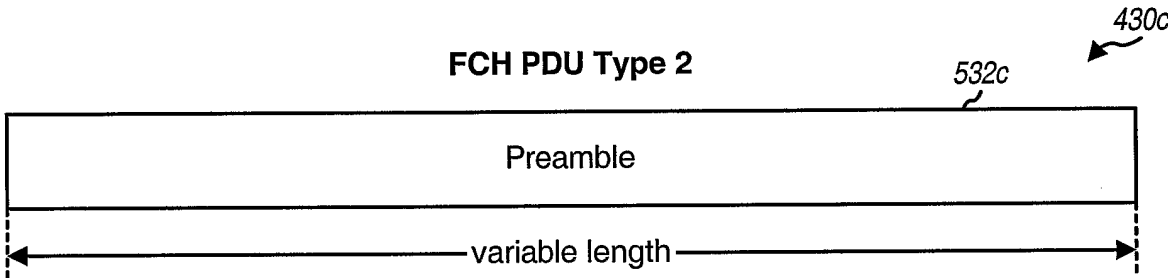 430c
FCH PDU Type 2
532c
Preamble
variable length